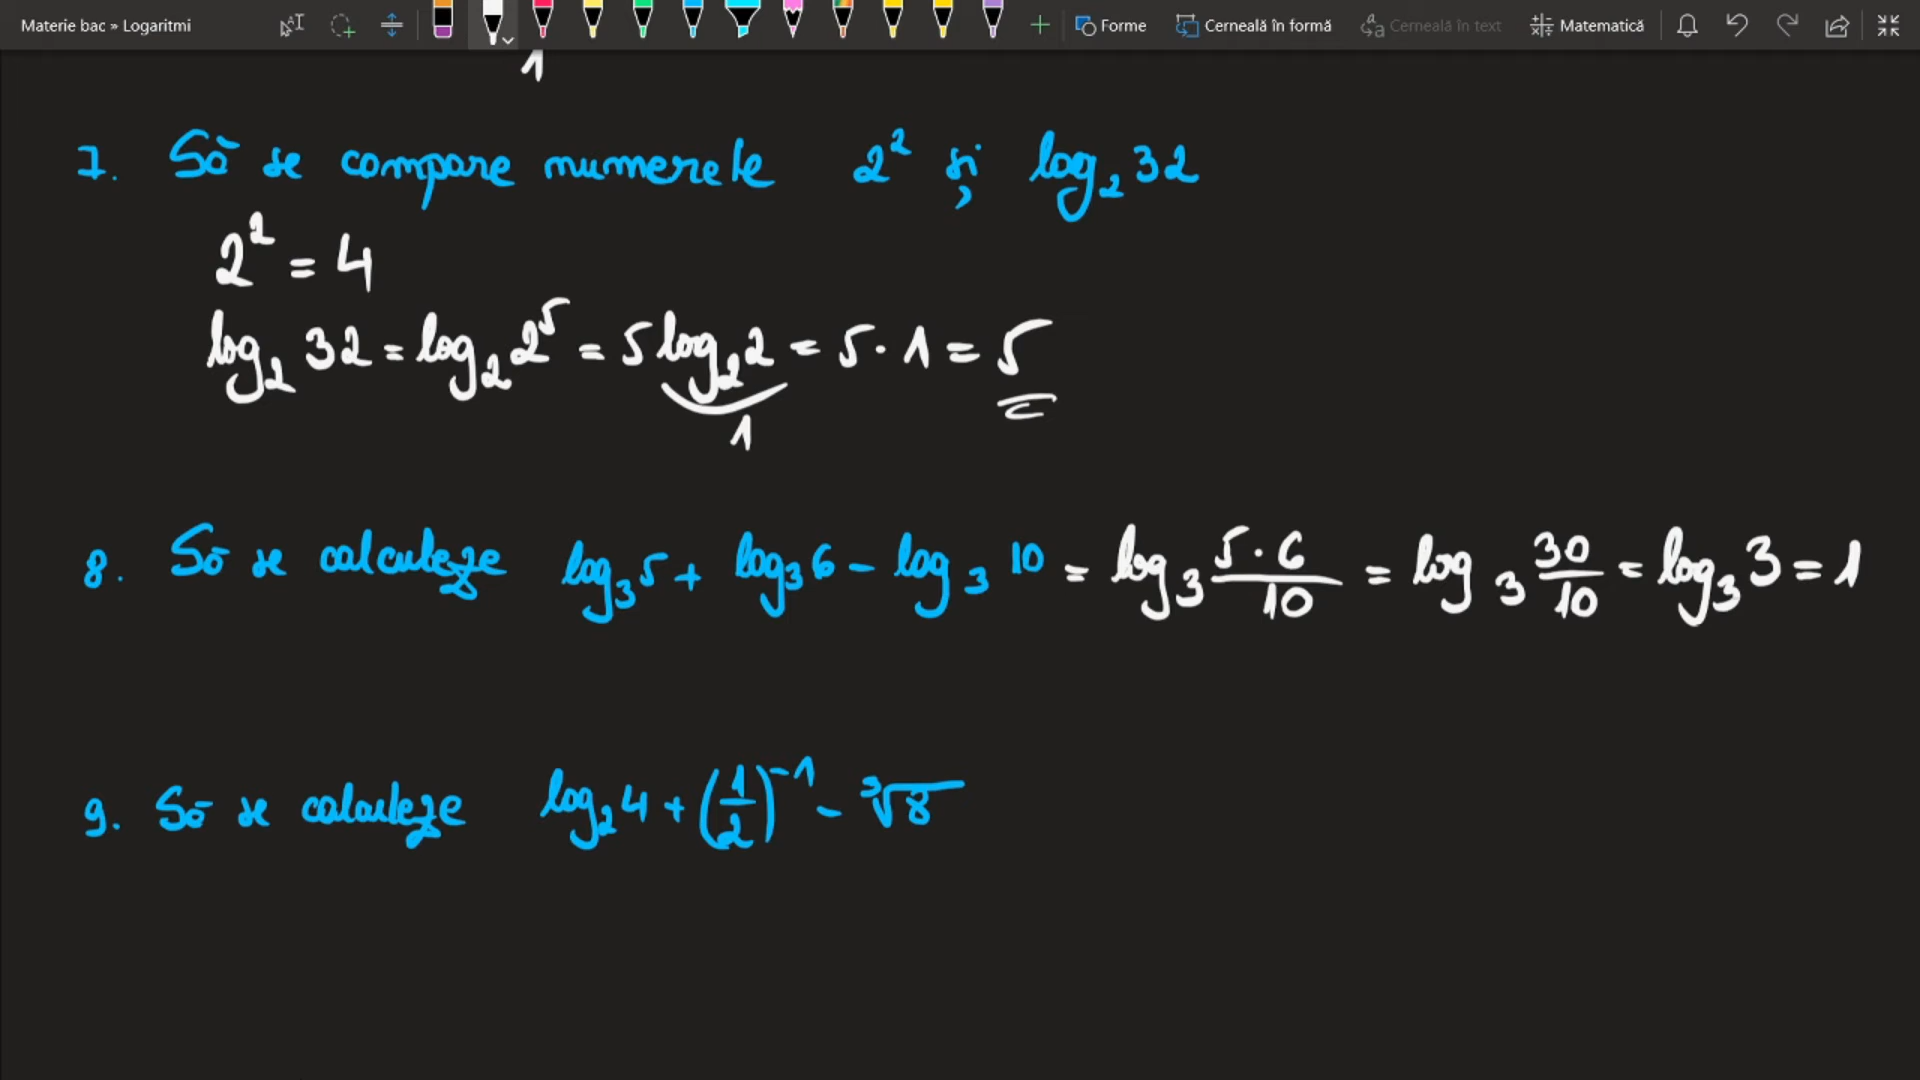 Materie bac » Logaritmi Forme Cerneală în formă Cerneală în text Matematică
1
7. Să se compare numerele 2² și log₂ 32
2² = 4
log₂ 32 = log₂ 2⁵ = 5 log₂ 2 = 5 · 1 = 5
1
8. Să se calculeze log₃ 5 + log₃ 6 - log₃ 10 = log₃ (5 · 6)/10 = log₃ 30/10 = log₃ 3 = 1
9. Să se calculeze log₂ 4 + (1/2)⁻¹ - ³√8